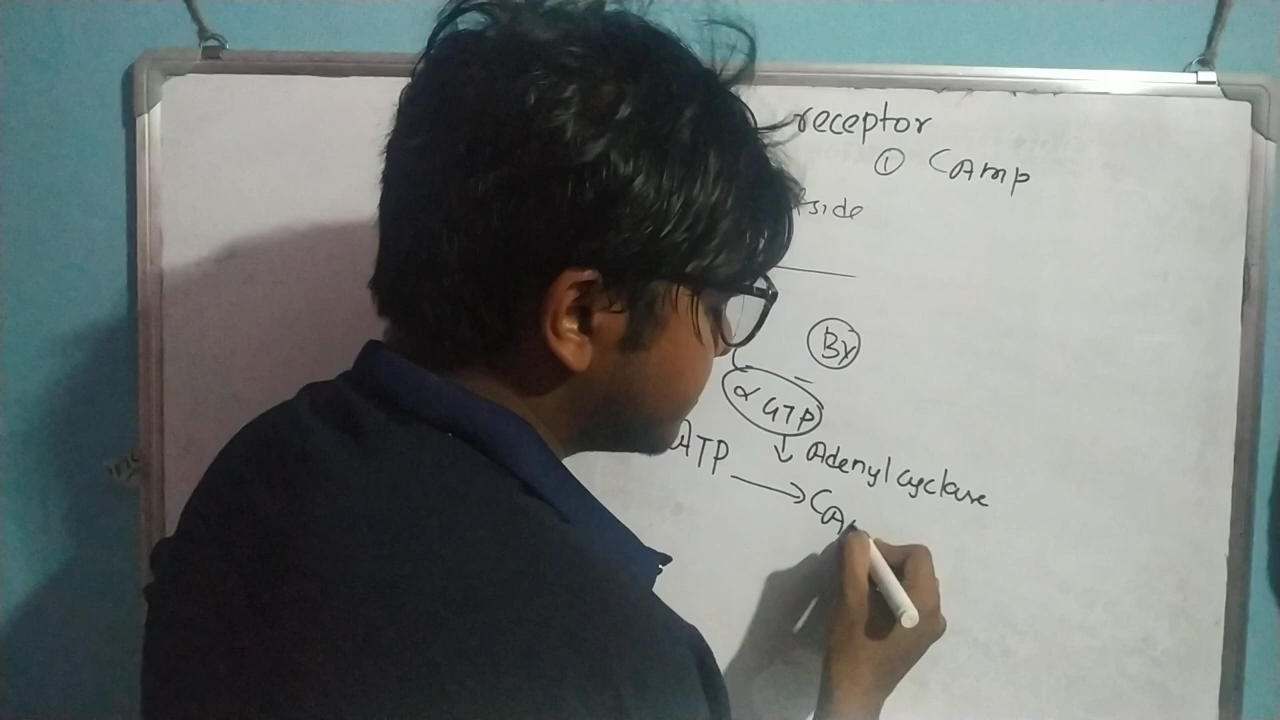 receptor
① CAMP
side
By
α GTP
ATP → CA
↓ Adenyl cyclase